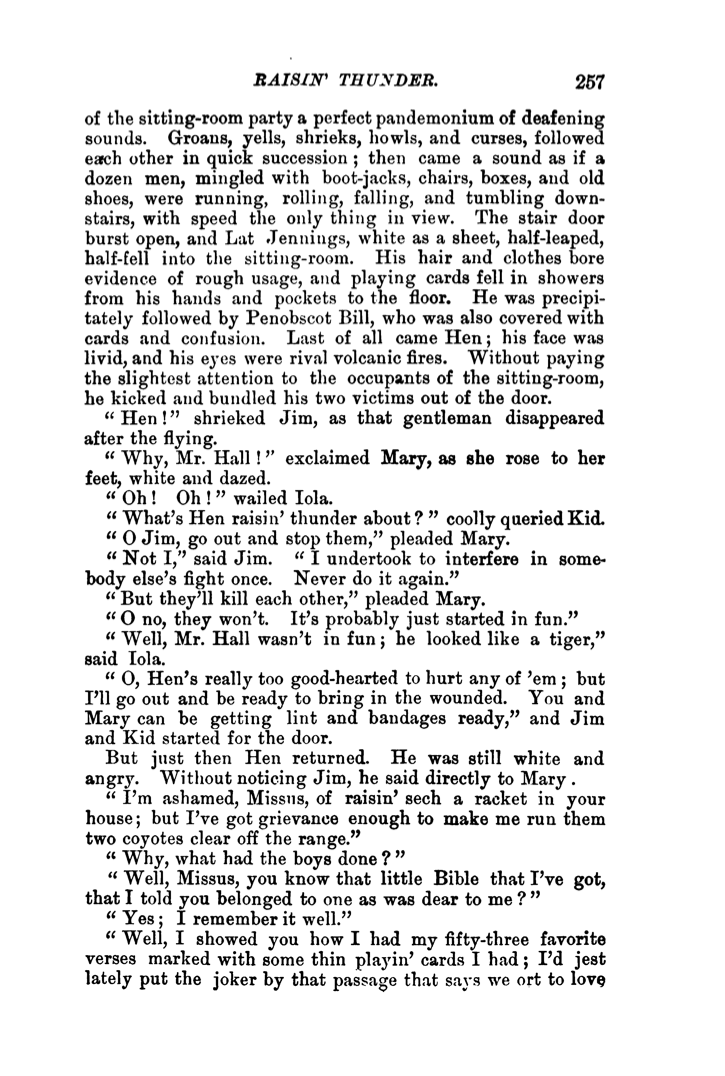 RAISIN' THUNDER. 257
of the sitting-room party a perfect pandemonium of deafening
sounds. Groans, yells, shrieks, howls, and curses, followed
each other in quick succession; then came a sound as if a
dozen men, mingled with boot-jacks, chairs, boxes, and old
shoes, were running, rolling, falling, and tumbling down-
stairs, with speed the only thing in view. The stair door
burst open, and Lat Jennings, white as a sheet, half-leaped,
half-fell into the sitting-room. His hair and clothes bore
evidence of rough usage, and playing cards fell in showers
from his hands and pockets to the floor. He was precipi-
tately followed by Penobscot Bill, who was also covered with
cards and confusion. Last of all came Hen; his face was
livid, and his eyes were rival volcanic fires. Without paying
the slightest attention to the occupants of the sitting-room,
he kicked and bundled his two victims out of the door.
"Hen!" shrieked Jim, as that gentleman disappeared
after the flying.
"Why, Mr. Hall!" exclaimed Mary, as she rose to her
feet, white and dazed.
"Oh! Oh!" wailed Iola.
"What's Hen raisin' thunder about?" coolly queried Kid.
"O Jim, go out and stop them," pleaded Mary.
"Not I," said Jim. "I undertook to interfere in some-
body else's fight once. Never do it again."
"But they'll kill each other," pleaded Mary.
"O no, they won't. It's probably just started in fun."
"Well, Mr. Hall wasn't in fun; he looked like a tiger,"
said Iola.
"O, Hen's really too good-hearted to hurt any of 'em; but
I'll go out and be ready to bring in the wounded. You and
Mary can be getting lint and bandages ready," and Jim
and Kid started for the door.
But just then Hen returned. He was still white and
angry. Without noticing Jim, he said directly to Mary.
"I'm ashamed, Missus, of raisin' sech a racket in your
house; but I've got grievance enough to make me run them
two coyotes clear off the range."
"Why, what had the boys done?"
"Well, Missus, you know that little Bible that I've got,
that I told you belonged to one as was dear to me?"
"Yes; I remember it well."
"Well, I showed you how I had my fifty-three favorite
verses marked with some thin playin' cards I had; I'd jest
lately put the joker by that passage that says we ort to love